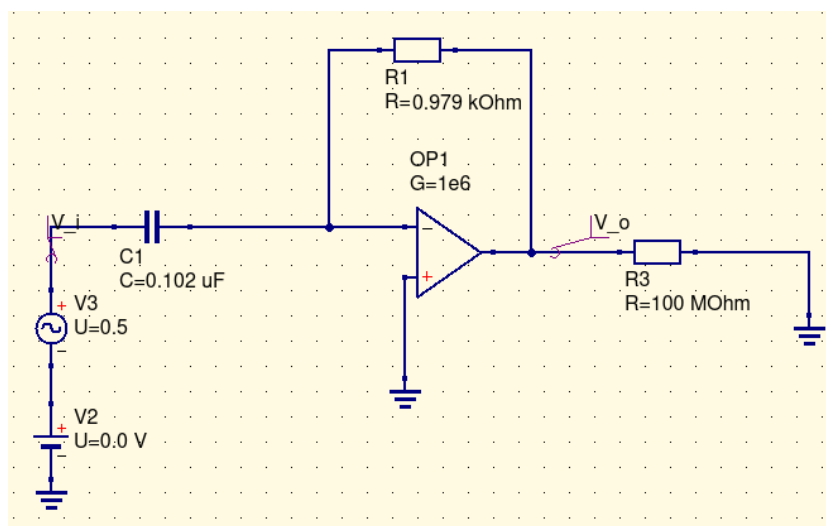 R1
R=0.979 kOhm
OP1
G=1e6
−
+
V_i
V_o
C1
C=0.102 uF
R3
R=100 MOhm
+
V3
U=0.5
−
+
V2
U=0.0 V
−